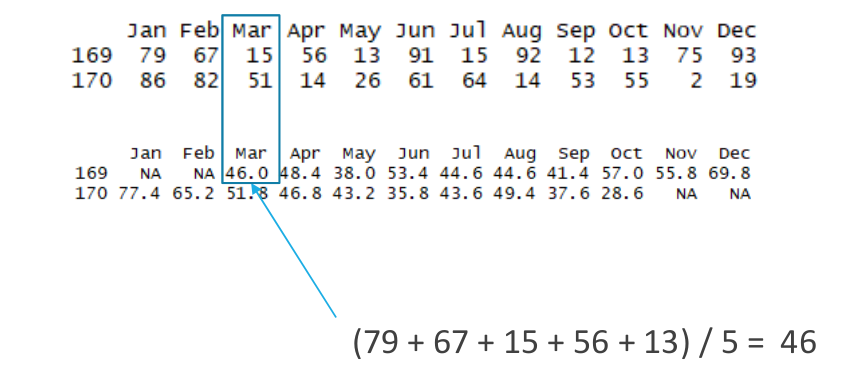 Jan Feb Mar Apr May Jun Jul Aug Sep Oct Nov Dec
169 79 67 15 56 13 91 15 92 12 13 75 93
170 86 82 51 14 26 61 64 14 53 55 2 19
Jan Feb Mar Apr May Jun Jul Aug Sep Oct Nov Dec
169 NA NA 46.0 48.4 38.0 53.4 44.6 44.6 41.4 57.0 55.8 69.8
170 77.4 65.2 51.8 46.8 43.2 35.8 43.6 49.4 37.6 28.6 NA NA
(79 + 67 + 15 + 56 + 13) / 5 = 46